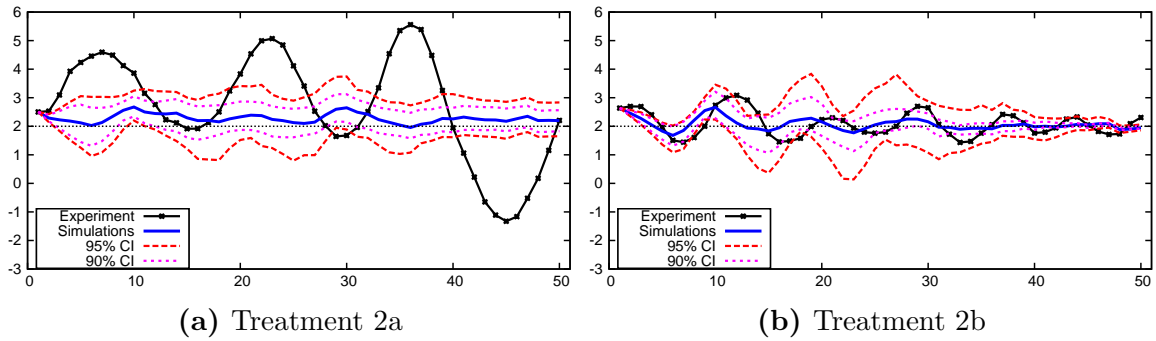 6
5
4
3
2
1
0
-1
-2
-3
Experiment
Simulations
95% CI
90% CI
0 10 20 30 40 50
(a) Treatment 2a
6
5
4
3
2
1
0
-1
-2
-3
Experiment
Simulations
95% CI
90% CI
0 10 20 30 40 50
(b) Treatment 2b